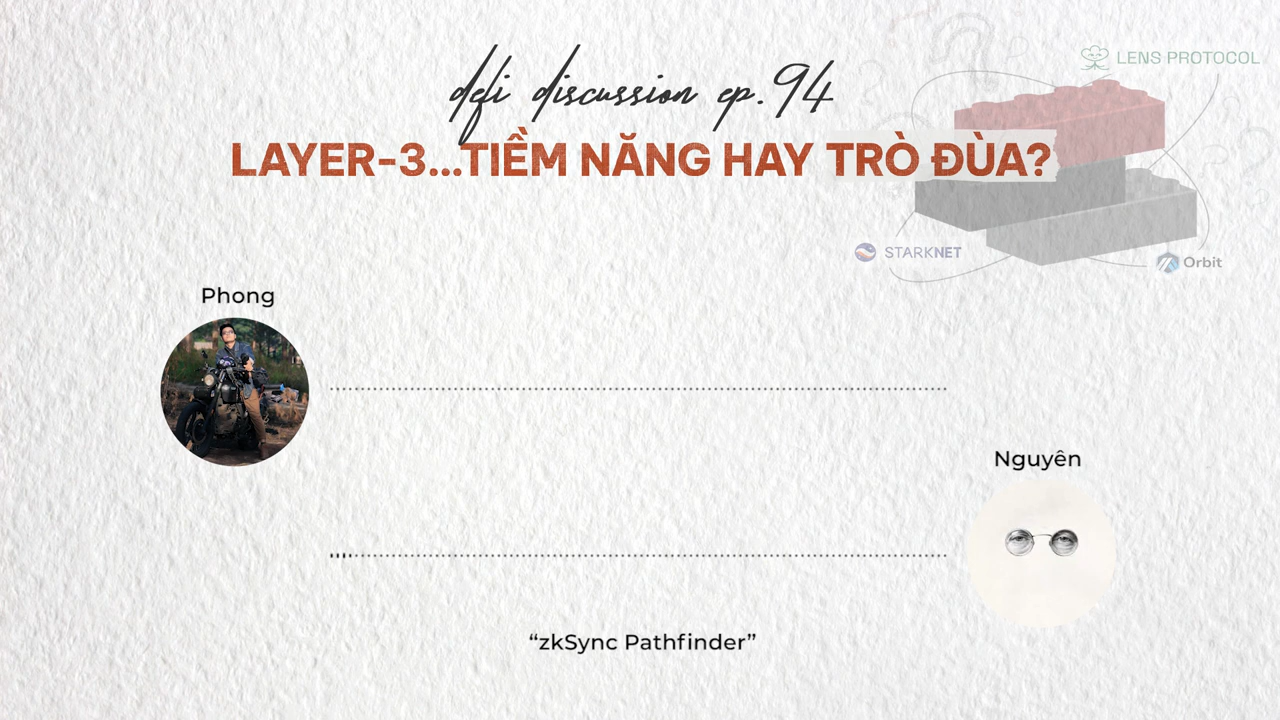 defi discussion ep.94
LENS PROTOCOL
LAYER-3...TIỀM NĂNG HAY TRÒ ĐÙA?
STARKNET
Orbit
Phong
Nguyên
“zkSync Pathfinder”